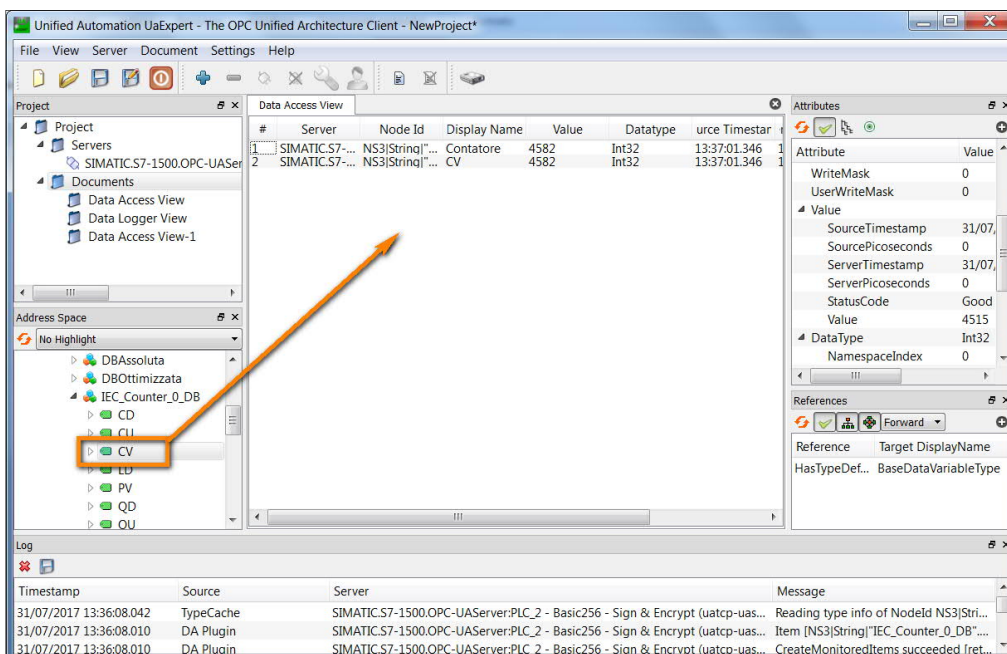 Unified Automation UaExpert - The OPC Unified Architecture Client - NewProject*
File View Server Document Settings Help
Project
Project
Servers
SIMATIC.S7-1500.OPC-UASer
Documents
Data Access View
Data Logger View
Data Access View-1
Address Space
No Highlight
DBAssoluta
DBOttimizzata
IEC_Counter_0_DB
CD
CU
CV
LD
PV
QD
QU
Data Access View
# Server Node Id Display Name Value Datatype urce Timestar
1 SIMATIC.S7-... NS3|String|"... Contatore 4582 Int32 13:37:01.346 1
2 SIMATIC.S7-... NS3|String|"... CV 4582 Int32 13:37:01.346 1
Attributes
Attribute Value
WriteMask 0
UserWriteMask 0
Value
SourceTimestamp 31/07,
SourcePicoseconds 0
ServerTimestamp 31/07,
ServerPicoseconds 0
StatusCode Good
Value 4515
DataType Int32
NamespaceIndex 0
References
Forward
Reference Target DisplayName
HasTypeDef... BaseDataVariableType
Log
Timestamp Source Server Message
31/07/2017 13:36:08.042 TypeCache SIMATIC.S7-1500.OPC-UAServer:PLC_2 - Basic256 - Sign & Encrypt (uatcp-uas... Reading type info of NodeId NS3|Stri...
31/07/2017 13:36:08.010 DA Plugin SIMATIC.S7-1500.OPC-UAServer:PLC_2 - Basic256 - Sign & Encrypt (uatcp-uas... Item [NS3|String|"IEC_Counter_0_DB"....
31/07/2017 13:36:08.010 DA Plugin SIMATIC.S7-1500.OPC-UAServer:PLC_2 - Basic256 - Sign & Encrypt (uatcp-uas... CreateMonitoredItems succeeded [ret...